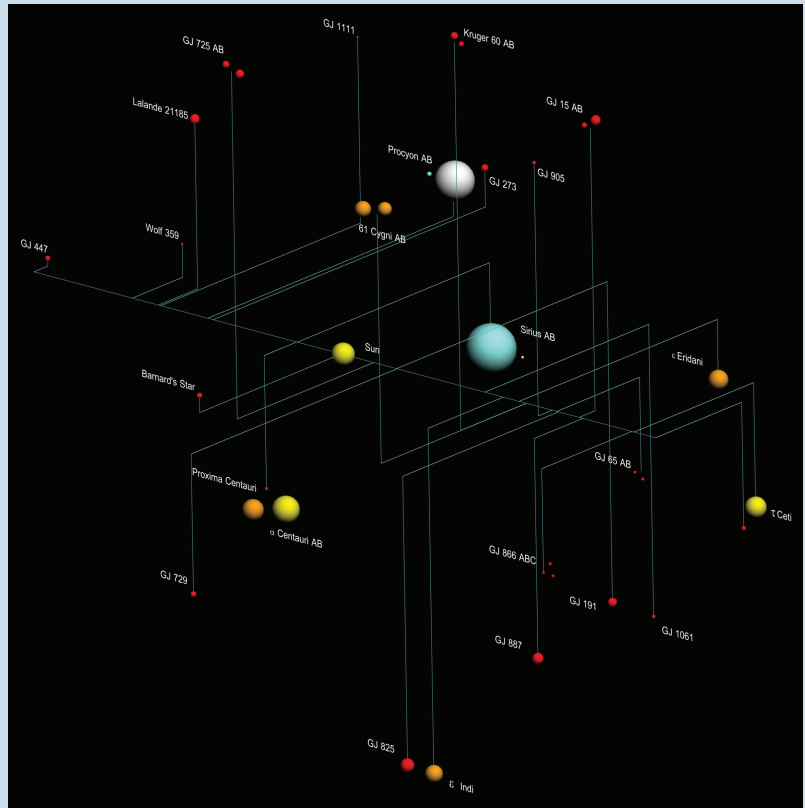 GJ 1111
Kruger 60 AB
GJ 725 AB
Lalande 21185
GJ 15 AB
Procyon AB
GJ 273
GJ 905
Wolf 359
61 Cygni AB
GJ 447
Sirius AB
Sun
ε Eridani
Barnard's Star
GJ 65 AB
Proxima Centauri
τ Ceti
α Centauri AB
GJ 866 ABC
GJ 729
GJ 191
GJ 1061
GJ 887
GJ 825
ε Indi